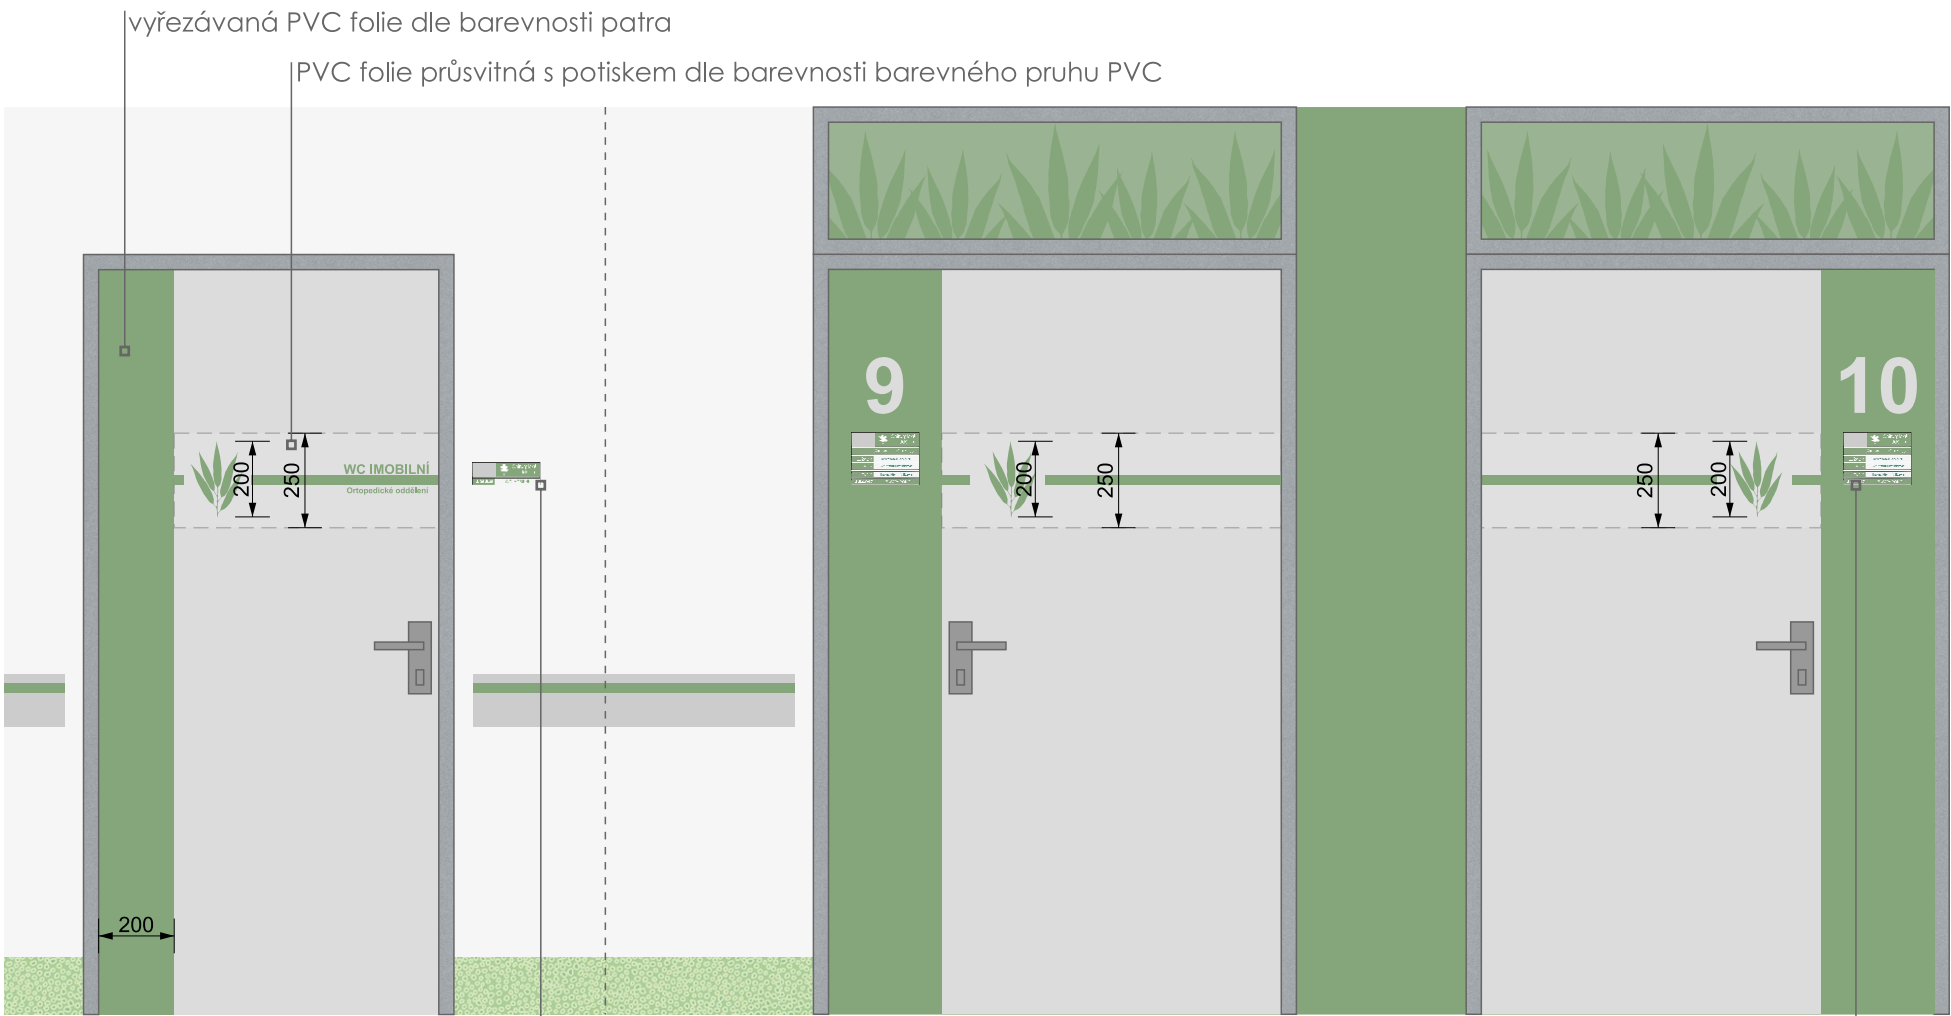 vyřezávaná PVC folie dle barevnosti patra
PVC folie průsvitná s potiskem dle barevnosti barevného pruhu PVC
9
10
200
250
WC IMOBILNÍ
Ortopedické oddělení
200
250
250
200
200